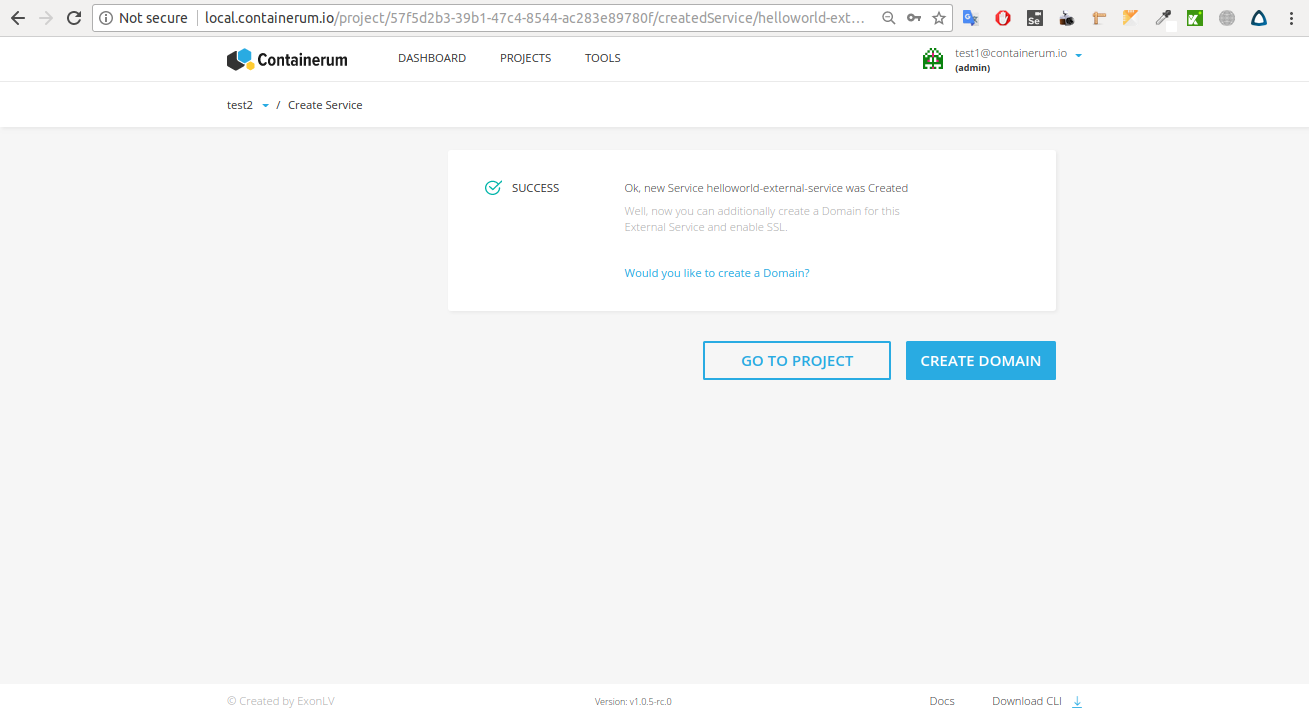 Not secure | local.containerum.io/project/57f5d2b3-39b1-47c4-8544-ac283e89780f/createdService/helloworld-ext...
Se
K
Containerum DASHBOARD PROJECTS TOOLS test1@containerum.io
(admin)
test2 / Create Service
SUCCESS Ok, new Service helloworld-external-service was Created
Well, now you can additionally create a Domain for this
External Service and enable SSL.
Would you like to create a Domain?
GO TO PROJECT CREATE DOMAIN
© Created by ExonLV Version: v1.0.5-rc.0 Docs Download CLI